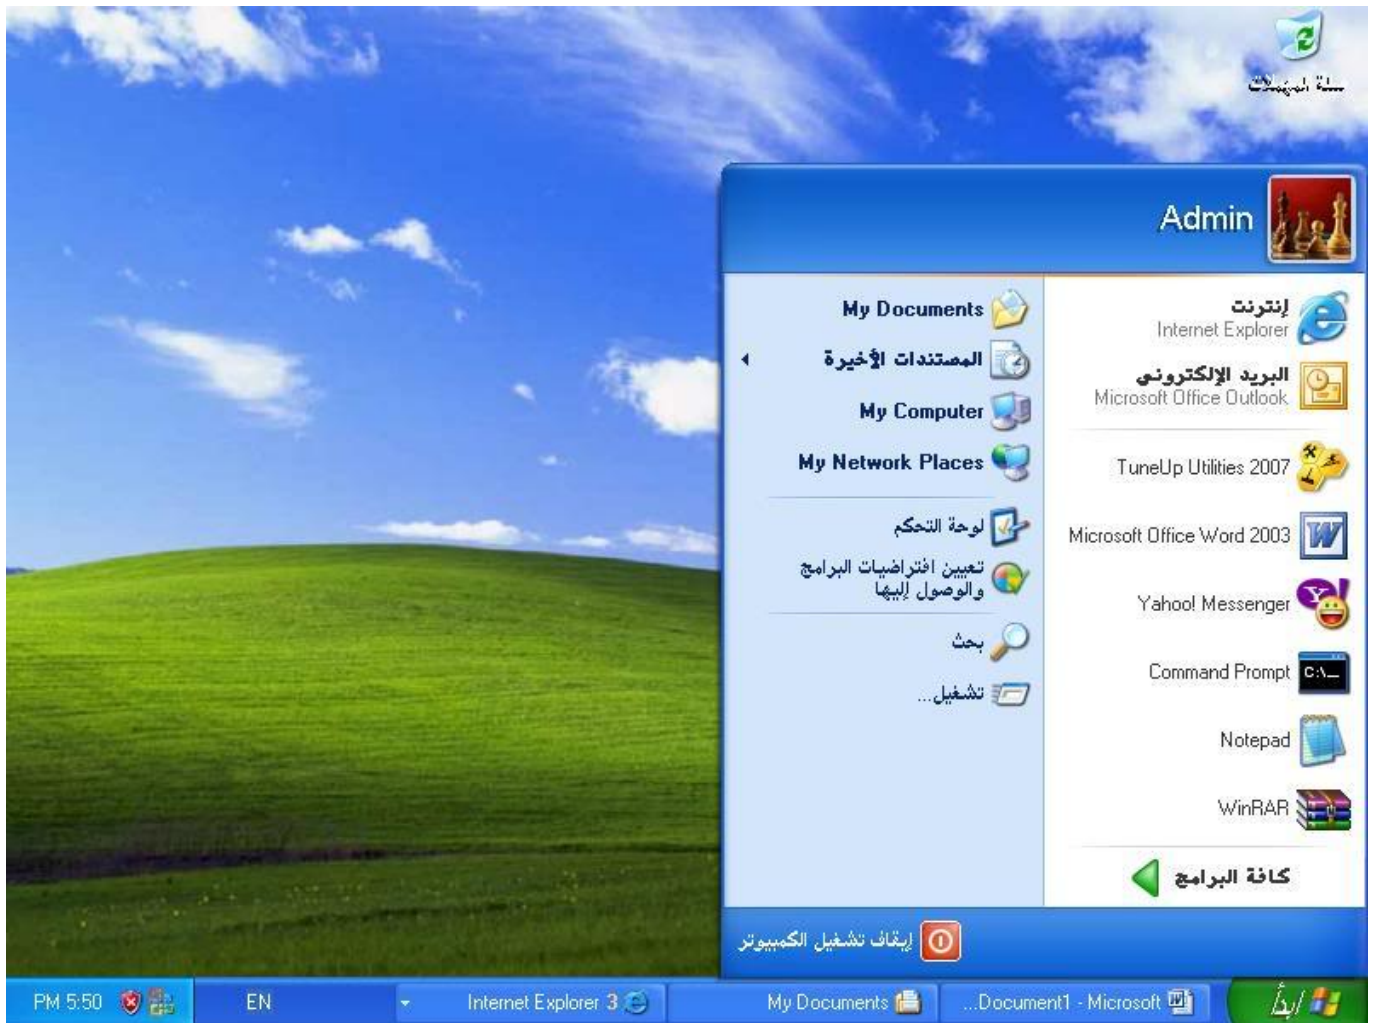 سلة المهملات
Admin
إنترنت
Internet Explorer
البريد الإلكتروني
Microsoft Office Outlook
TuneUp Utilities 2007
Microsoft Office Word 2003
Yahoo! Messenger
Command Prompt
C:\_
Notepad
WinRAR
كافة البرامج
My Documents
المستندات الأخيرة
My Computer
My Network Places
لوحة التحكم
تعيين افتراضيات البرامج
والوصول إليها
بحث
تشغيل...
إيقاف تشغيل الكمبيوتر
ابدأ
Document1 - Microsoft...
My Documents
3 Internet Explorer
EN
5:50 PM